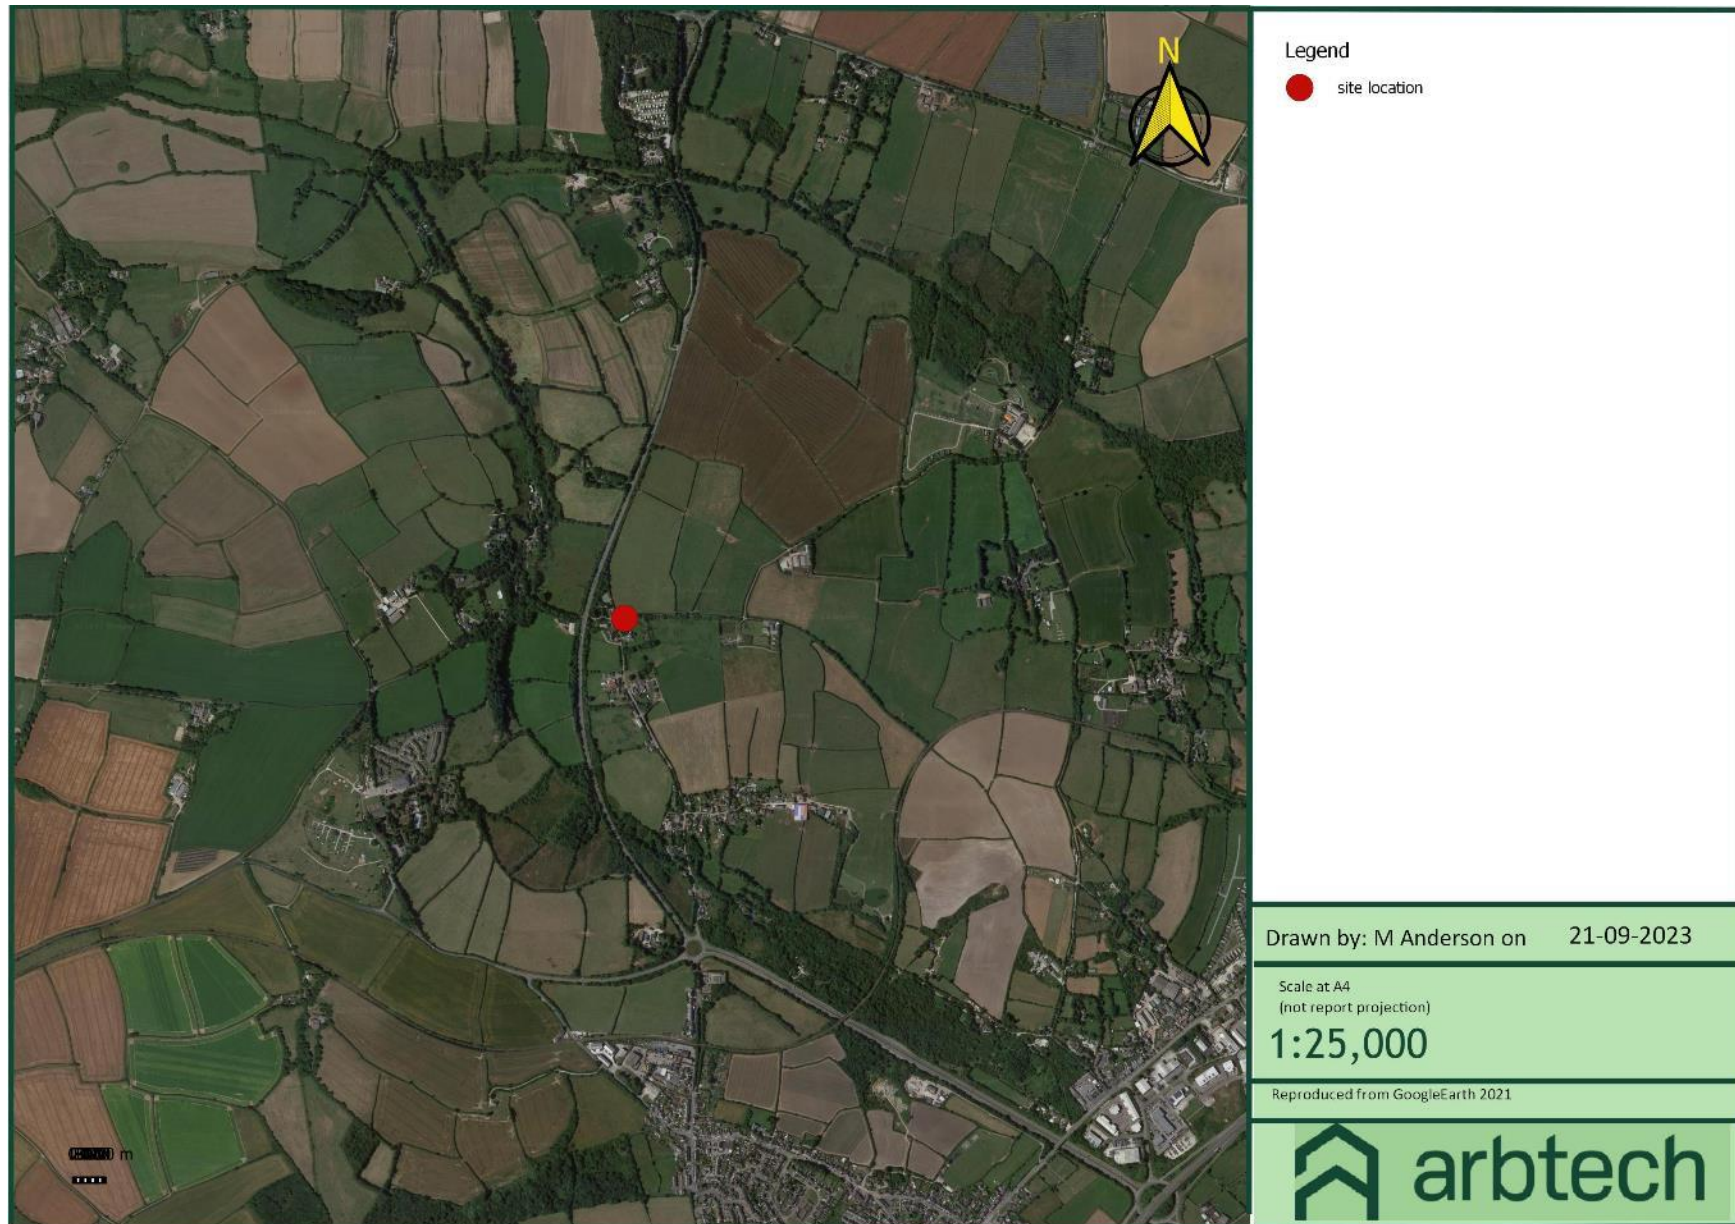 N
Legend
site location
Drawn by: M Anderson on 21-09-2023
Scale at A4
(not report projection)
1:25,000
Reproduced from GoogleEarth 2021
arbtech
m